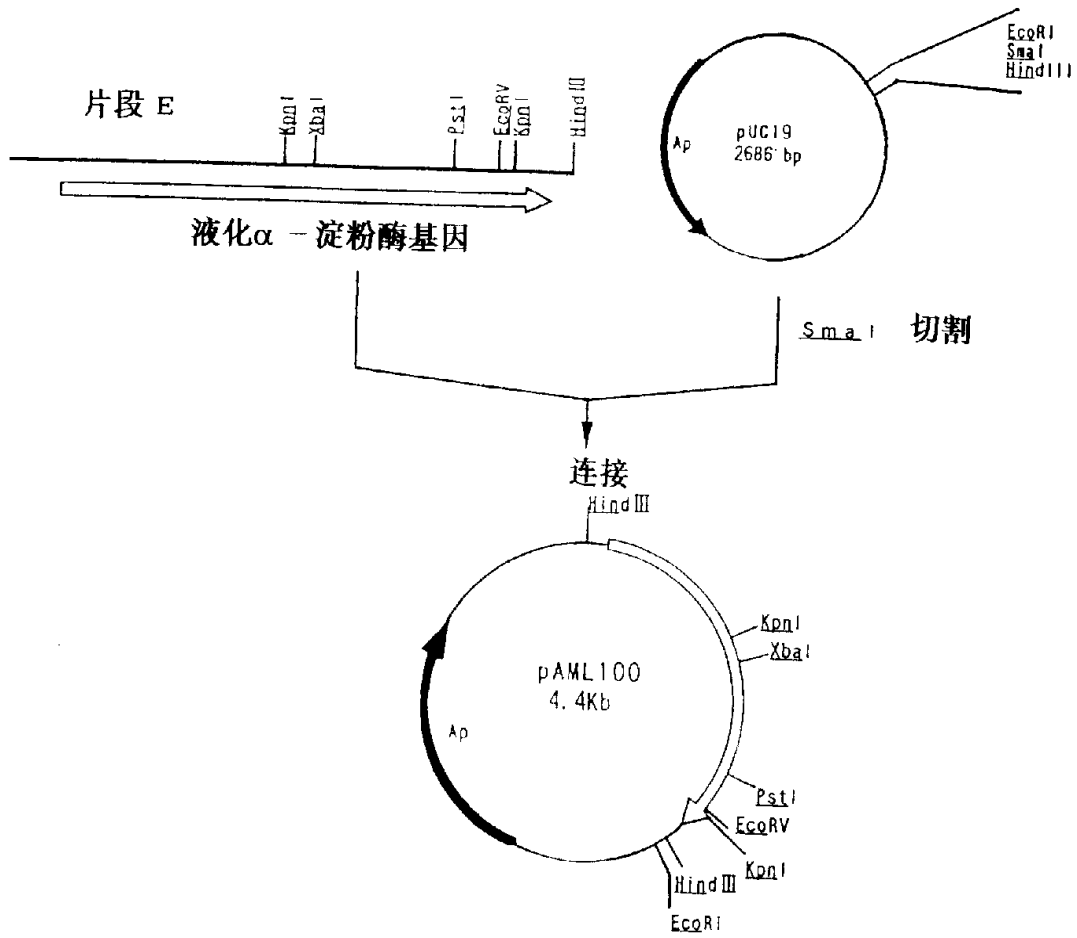 片段 E
KpnI
XbaI
PstI
EcoRV
KpnI
HindIII
液化α-淀粉酶基因
EcoRI
SmaI
HindIII
Ap
pUC19
2686 bp
SmaI 切割
连接
HindIII
KpnI
XbaI
pAML100
4.4Kb
Ap
PstI
EcoRV
KpnI
HindIII
EcoRI